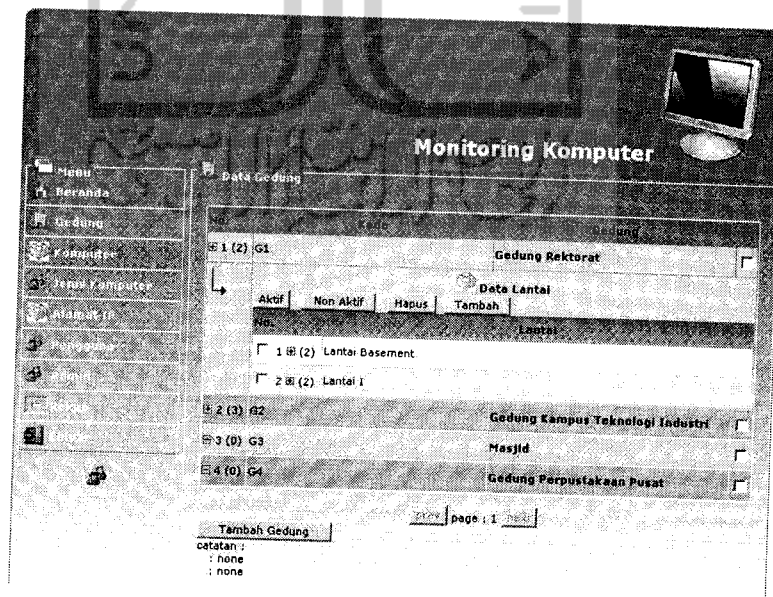 Monitoring Komputer
Menu
Beranda
Gedung
Komputer
Jenis Komputer
Alamat IP
Pengguna
Data Gedung
No. Kode Gedung
1 (2) G1 Gedung Rektorat
Data Lantai
Aktif Non Aktif Hapus Tambah
No. Lantai
1 (2) Lantai Basement
2 (2) Lantai I
2 (3) G2 Gedung Kampus Teknologi Industri
3 (0) G3 Masjid
4 (0) G4 Gedung Perpustakaan Pusat
prev page : 1 next
Tambah Gedung
catatan :
: none
: none